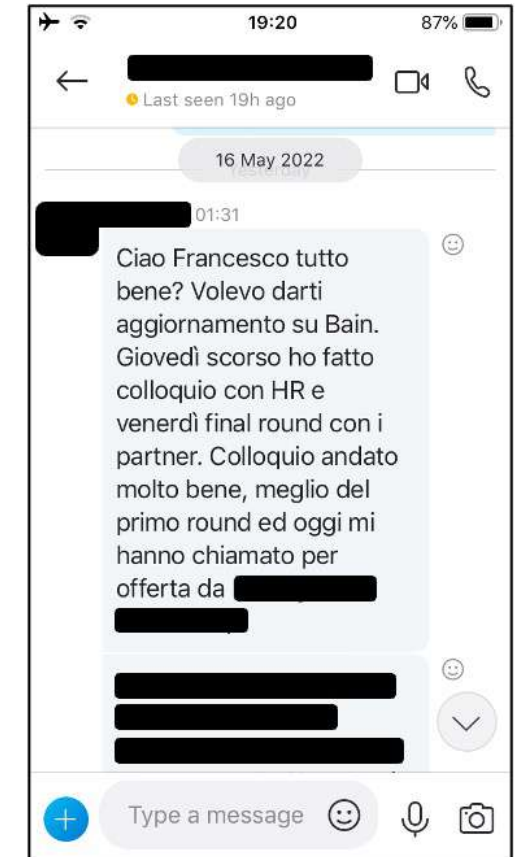 19:20
87%
Last seen 19h ago
16 May 2022
01:31
Ciao Francesco tutto
bene? Volevo darti
aggiornamento su Bain.
Giovedì scorso ho fatto
colloquio con HR e
venerdì final round con i
partner. Colloquio andato
molto bene, meglio del
primo round ed oggi mi
hanno chiamato per
offerta da
Type a message